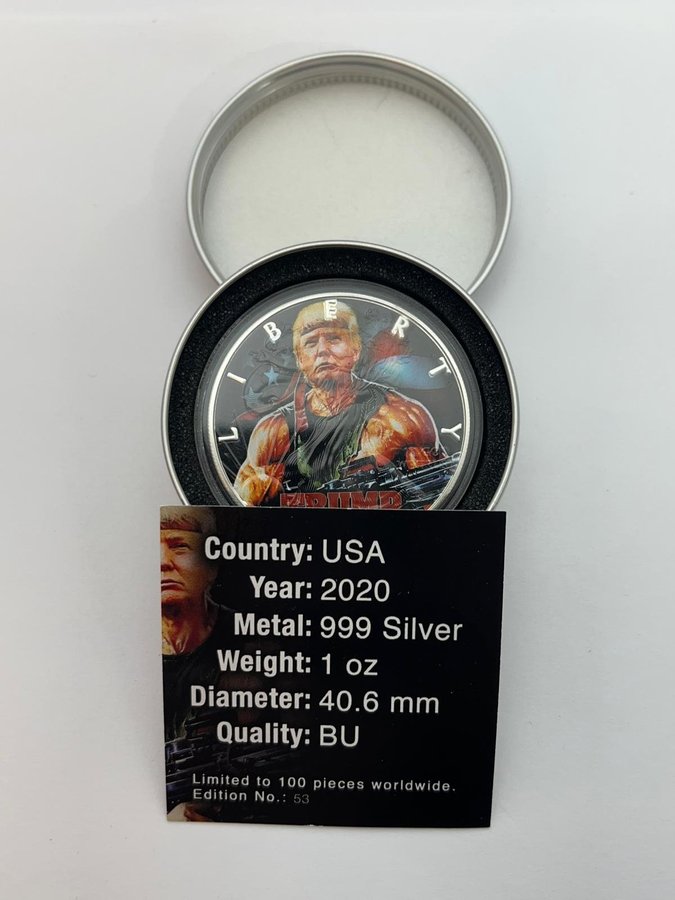 LIBERTY
TRUMP
Country: USA
Year: 2020
Metal: 999 Silver
Weight: 1 oz
Diameter: 40.6 mm
Quality: BU
Limited to 100 pieces worldwide.
Edition No.: 53